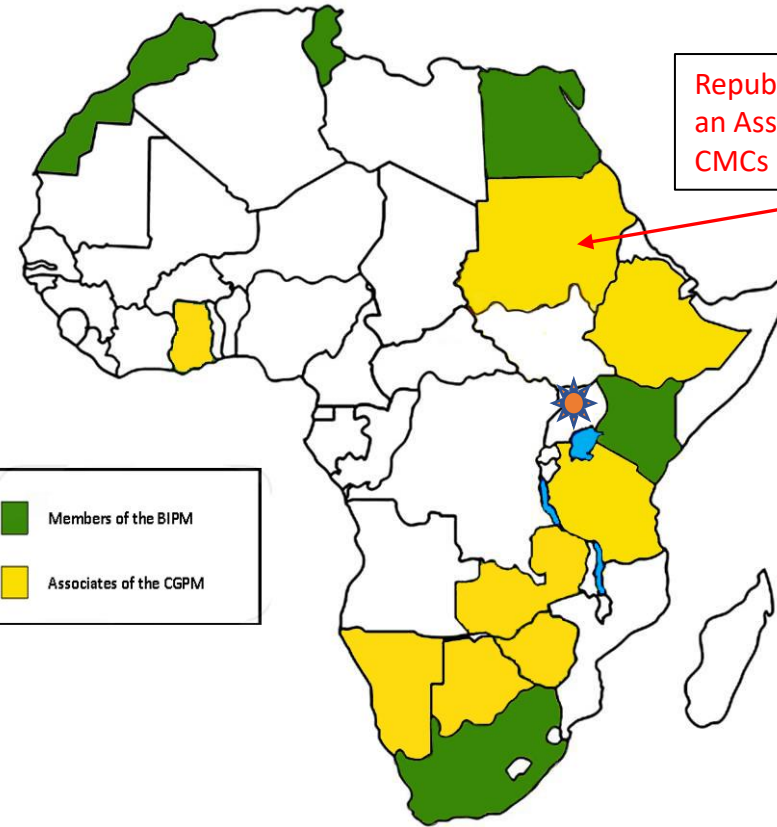 Repub
an Ass
CMCs
Members of the BIPM
Associates of the CGPM